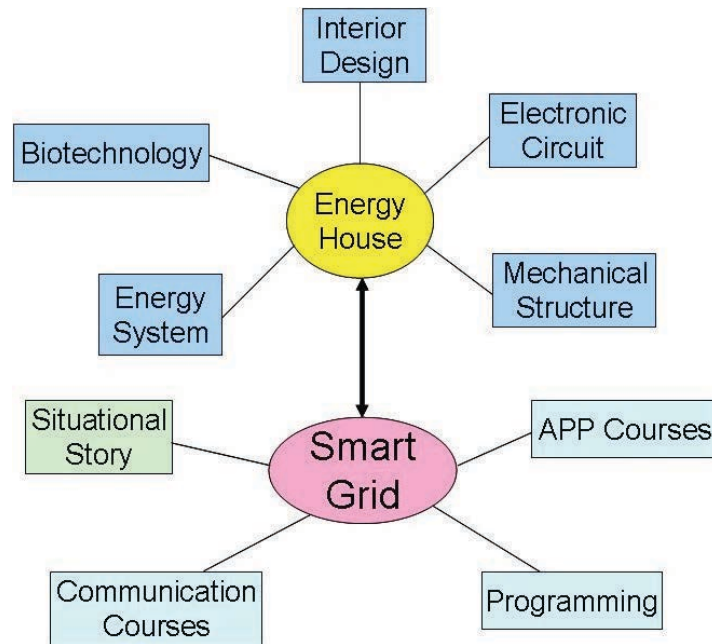 Interior
Design
Electronic
Circuit
Biotechnology
Energy
House
Mechanical
Structure
Energy
System
Situational
Story
APP Courses
Smart
Grid
Communication
Courses
Programming